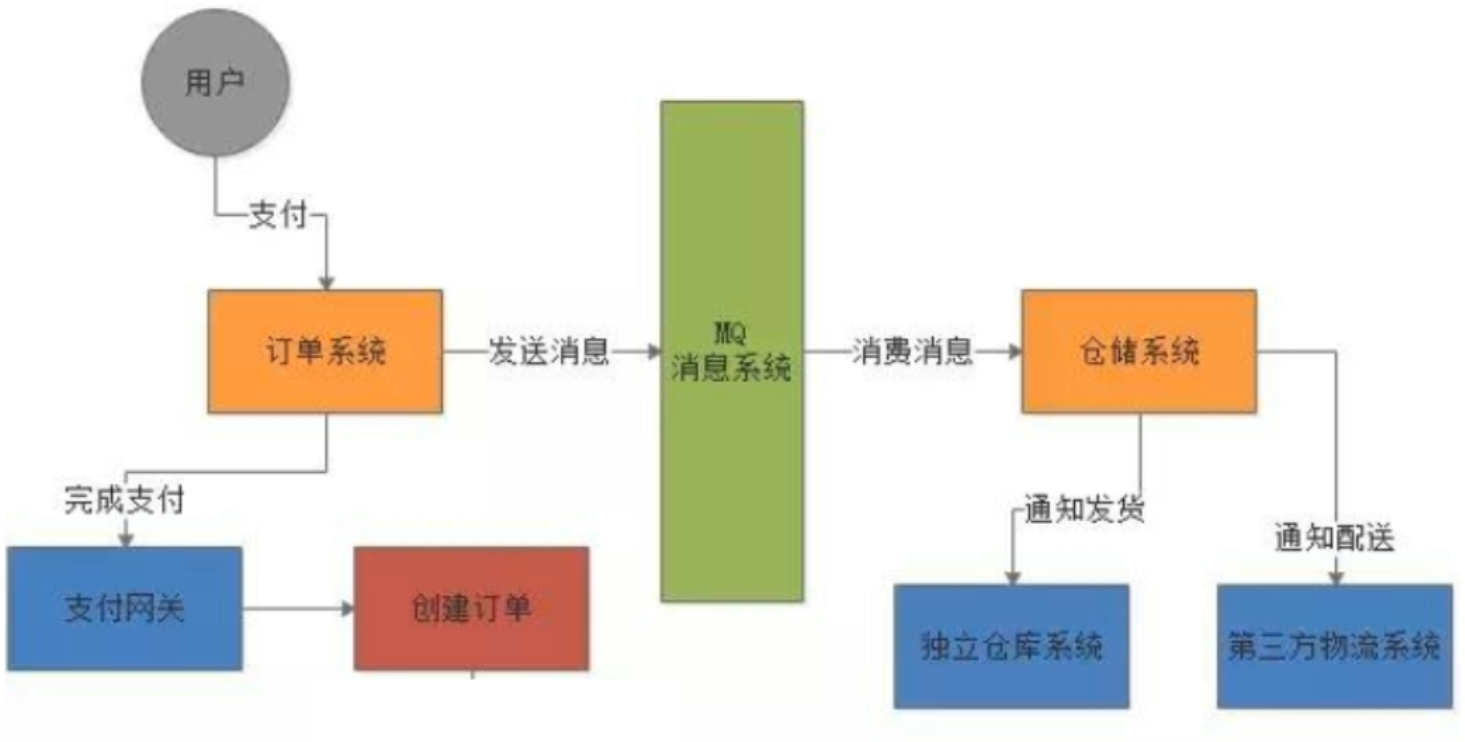 用户
支付
订单系统
发送消息
MQ
消息系统
消费消息
仓储系统
完成支付
通知发货
通知配送
支付网关
创建订单
独立仓库系统
第三方物流系统